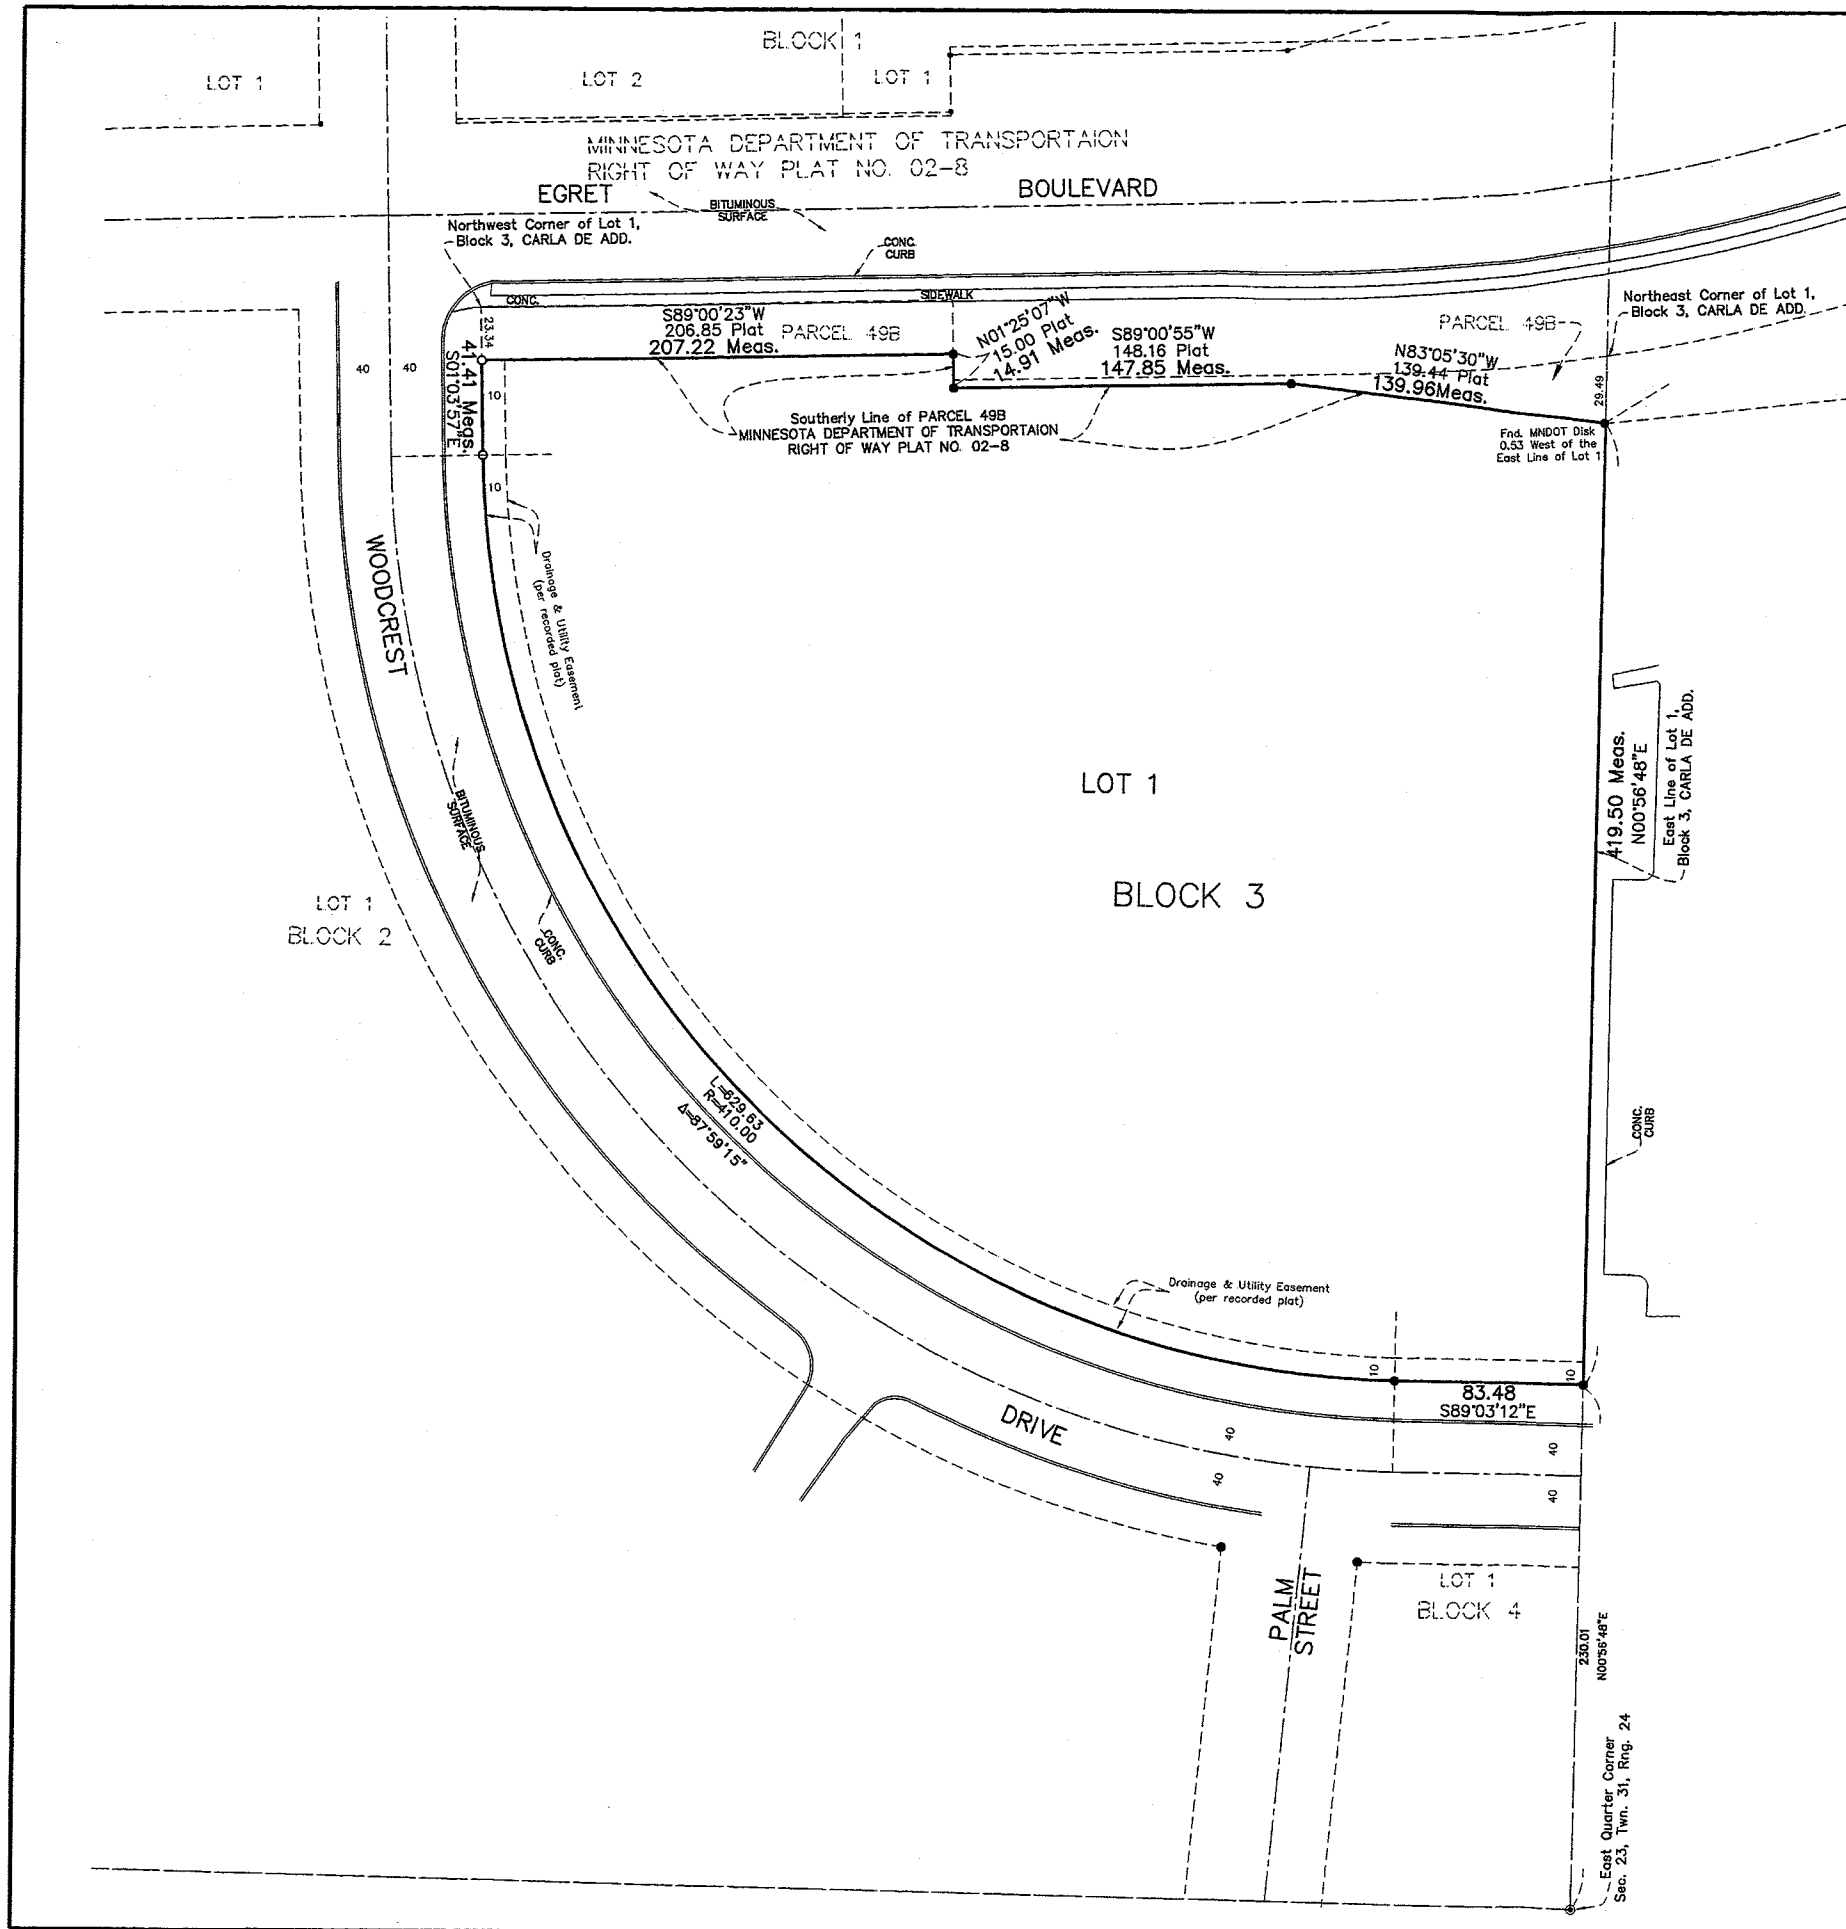 BLOCK 1
LOT 1
LOT 2
LOT 1
MINNESOTA DEPARTMENT OF TRANSPORTAION
RIGHT OF WAY PLAT NO. 02-8
EGRET
BOULEVARD
BITUMINOUS
SURFACE
Northwest Corner of Lot 1,
Block 3, CARLA DE ADD.
CONC.
CURB
CONC.
SIDEWALK
Northeast Corner of Lot 1,
Block 3, CARLA DE ADD.
23.34
S89°00'23"W
206.85 Plat
207.22 Meas.
PARCEL 49B
N01°25'07"W
15.00 Plat
14.91 Meas.
S89°00'55"W
148.16 Plat
147.85 Meas.
PARCEL 49B
N83°05'30"W
139.44 Plat
139.96Meas.
29.49
40
40
41.41 Meas.
S01°03'57"E
10
10
Southerly Line of PARCEL 49B
MINNESOTA DEPARTMENT OF TRANSPORTAION
RIGHT OF WAY PLAT NO. 02-8
Fnd. MNDOT Disk
0.53 West of the
East Line of Lot 1
WOODCREST
Drainage & Utility Easement
(per recorded plat)
BITUMINOUS
SURFACE
LOT 1
BLOCK 3
419.50 Meas.
N00°56'48"E
East Line of Lot 1,
Block 3, CARLA DE ADD.
LOT 1
BLOCK 2
CONC.
CURB
L=629.63
R=410.00
Δ=87°59'15"
CONC.
CURB
Drainage & Utility Easement
(per recorded plat)
10
10
83.48
S89°03'12"E
DRIVE
40
40
40
40
PALM
STREET
LOT 1
BLOCK 4
230.01
N00°56'48"E
East Quarter Corner
Sec. 23, Twn. 31, Rng. 24